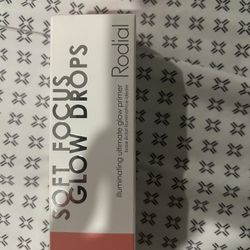 SOFT FOCUS
GLOW DROPS
illuminating ultimate glow primer
Rodial